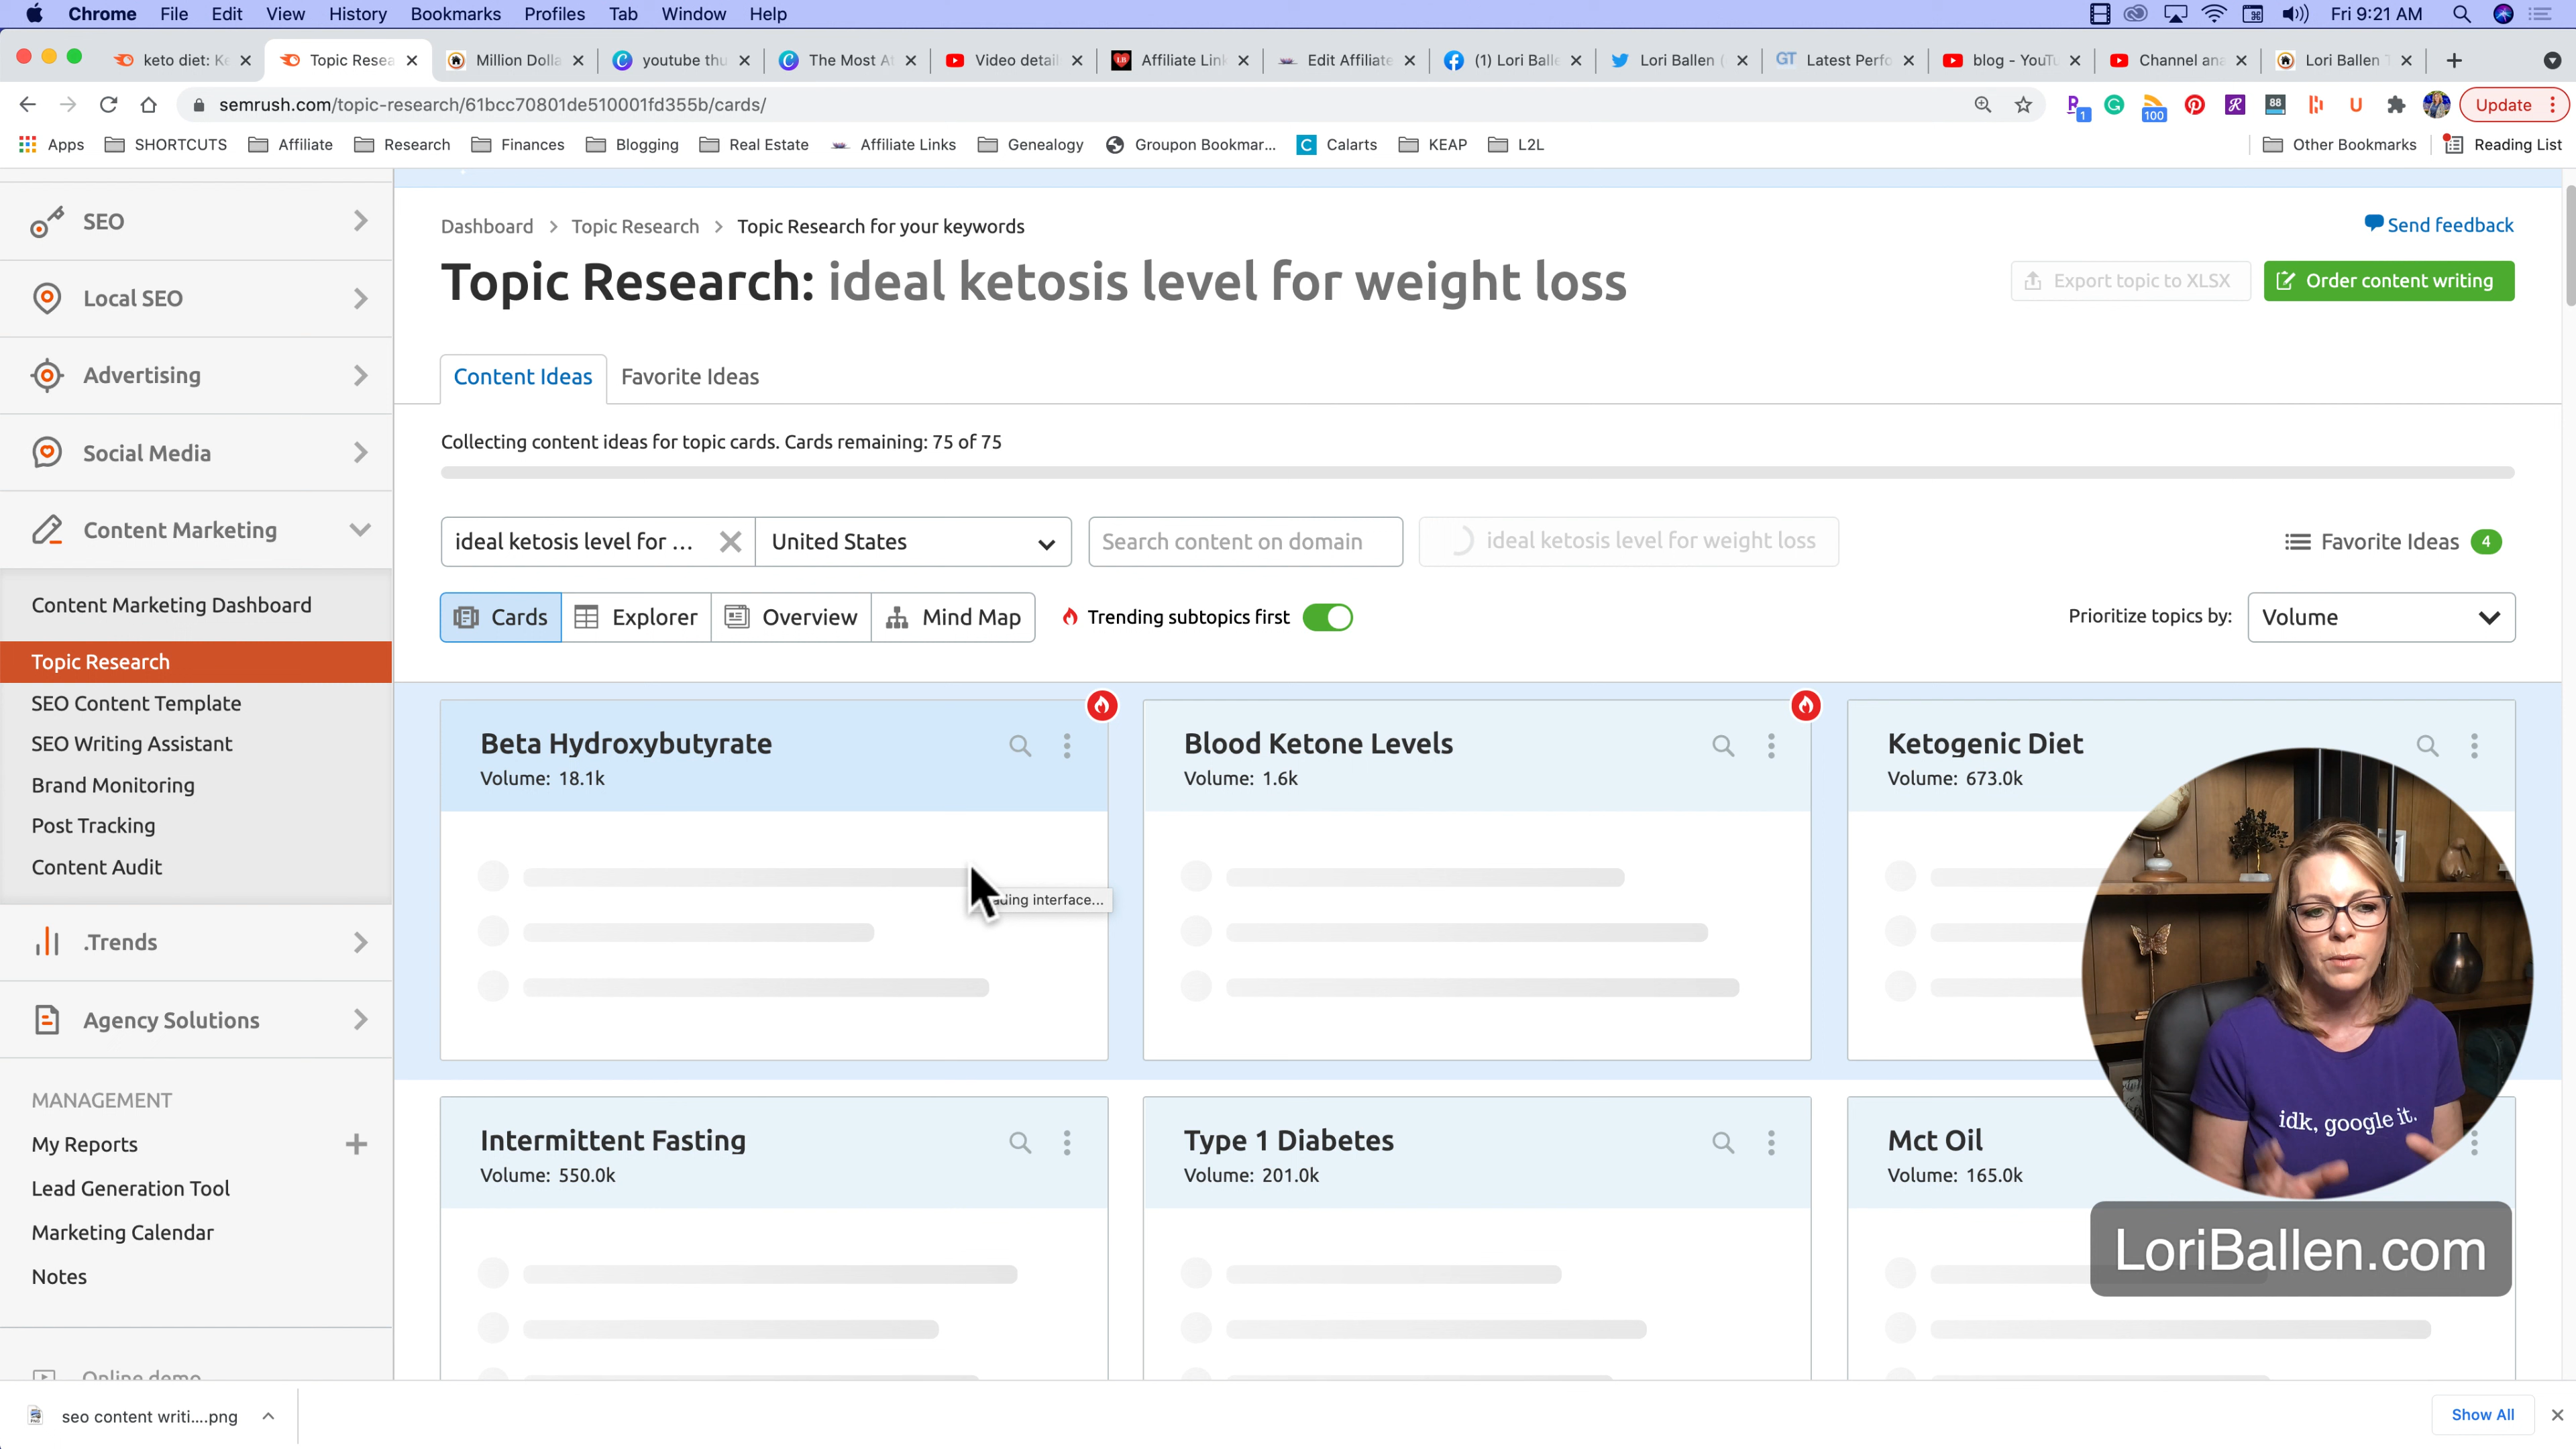 Chrome File Edit View History Bookmarks Profiles Tab Window Help Fri 9:21 AM
keto diet: Ke Topic Resea Million Dolla youtube thu The Most At Video detail Affiliate Link Edit Affiliate (1) Lori Balle Lori Ballen ( GT Latest Perfo blog - YouTu Channel ana Lori Ballen T
semrush.com/topic-research/61bcc70801de510001fd355b/cards/ 1 100 88 Update
Apps SHORTCUTS Affiliate Research Finances Blogging Real Estate Affiliate Links Genealogy Groupon Bookmar... Calarts KEAP L2L Other Bookmarks Reading List
SEO
Local SEO
Advertising
Social Media
Content Marketing
Content Marketing Dashboard
Topic Research
SEO Content Template
SEO Writing Assistant
Brand Monitoring
Post Tracking
Content Audit
.Trends
Agency Solutions
MANAGEMENT
My Reports
Lead Generation Tool
Marketing Calendar
Notes
Online demo
Dashboard > Topic Research > Topic Research for your keywords
Send feedback
Topic Research: ideal ketosis level for weight loss
Export topic to XLSX Order content writing
Content Ideas Favorite Ideas
Collecting content ideas for topic cards. Cards remaining: 75 of 75
ideal ketosis level for ... United States Search content on domain ideal ketosis level for weight loss Favorite Ideas 4
Cards Explorer Overview Mind Map Trending subtopics first Prioritize topics by: Volume
Beta Hydroxybutyrate
Volume: 18.1k
Blood Ketone Levels
Volume: 1.6k
Ketogenic Diet
Volume: 673.0k
interface...
Intermittent Fasting
Volume: 550.0k
Type 1 Diabetes
Volume: 201.0k
Mct Oil
Volume: 165.0k
idk, google it.
LoriBallen.com
seo content writi....png
Show All